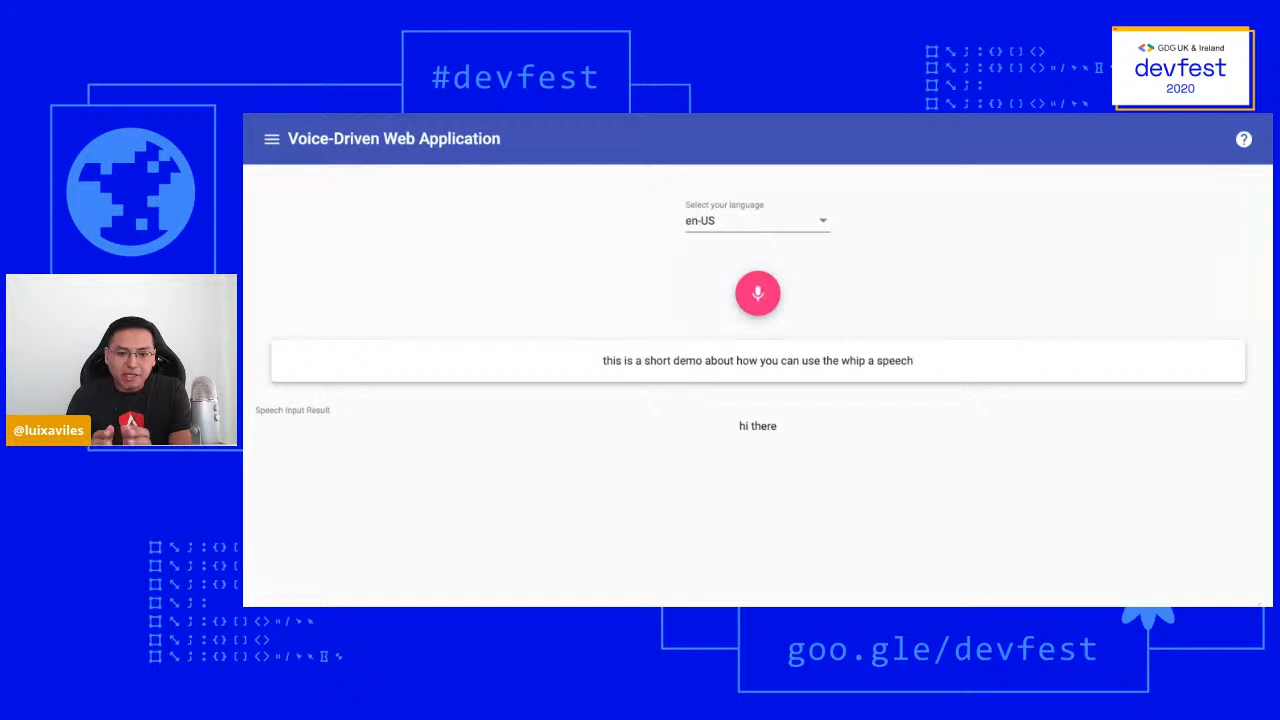 #devfest
GDG UK & Ireland
devfest
2020
Voice-Driven Web Application
Select your language
en-US
this is a short demo about how you can use the whip a speech
Speech Input Result
hi there
@luixaviles
goo.gle/devfest